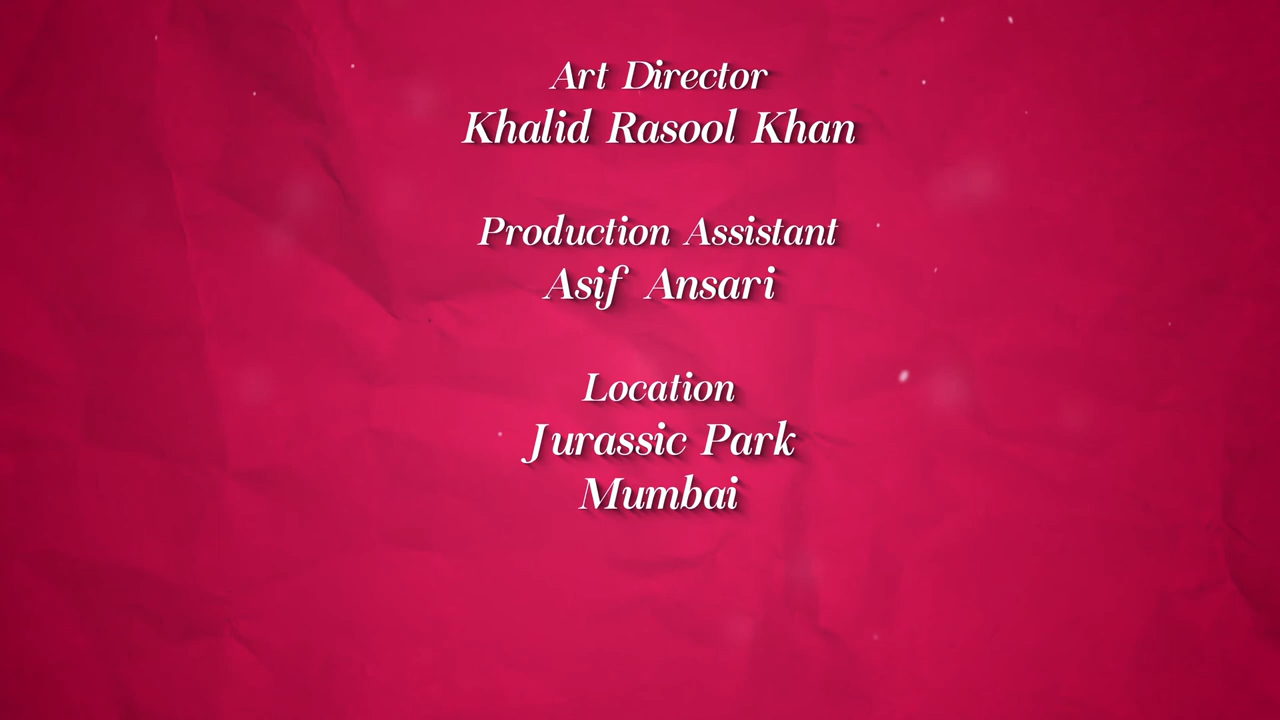 Art Director
Khalid Rasool Khan
Production Assistant
Asif Ansari
Location
Jurassic Park
Mumbai